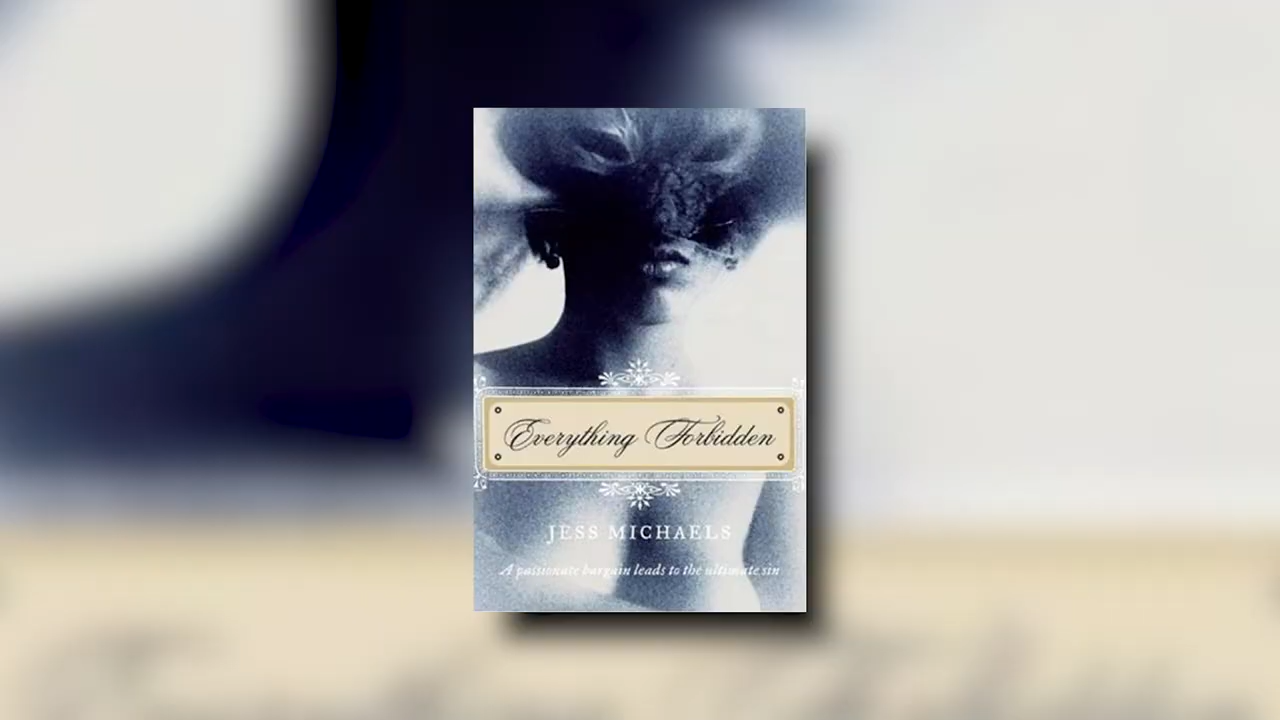 Everything Forbidden
JESS MICHAELS
A passionate bargain leads to the ultimate sin